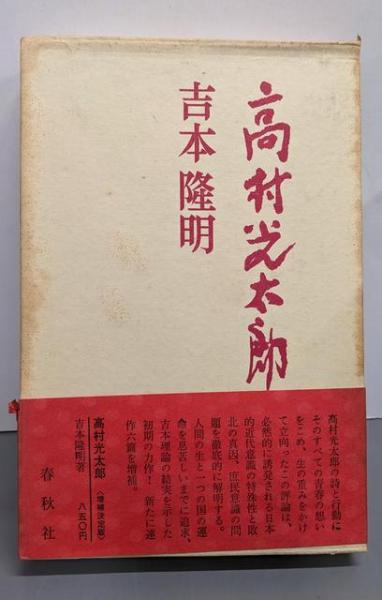 高村光太郎
吉本隆明
高村光太郎の詩と行動に
そのすべての青春の想い
をこめ、生の重みをかけ
て立向ったこの評論は、
必然的に誘発される日本
的近代意識の特殊性と敗
北の真因、庶民意識の問
題を徹底的に解明する。
人間の生と一つの国の運
命を息苦しいまでに追求、
吉本理論の結実を示した
初期の力作！ 新たに連
作六篇を増補。
高村光太郎〈増補決定版〉
吉本隆明著 八五〇円
春秋社